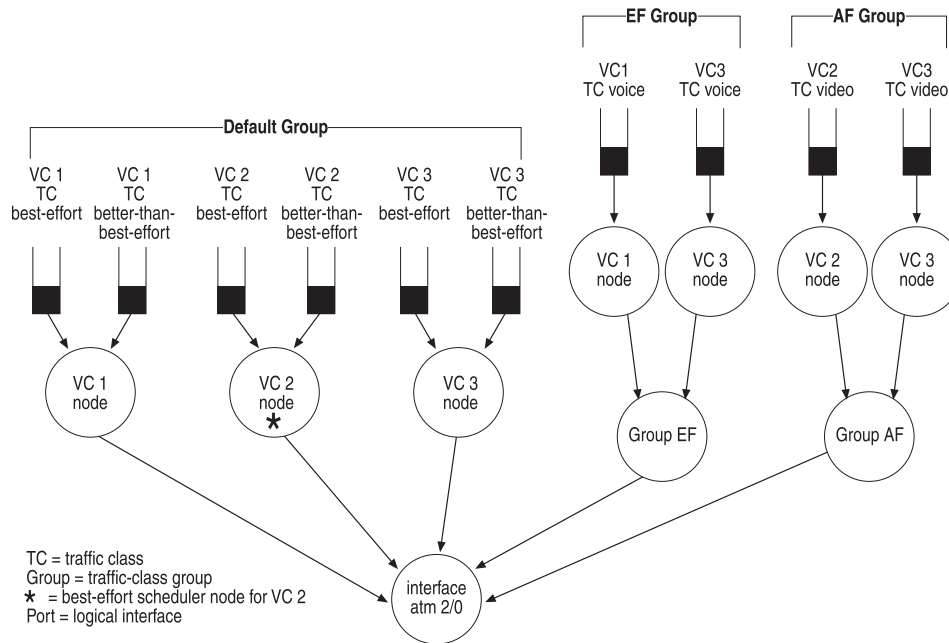 EF Group
AF Group
VC1
TC voice
VC3
TC voice
VC2
TC video
VC3
TC video
Default Group
VC 1
TC
best-effort
VC 1
TC
better-than-
best-effort
VC 2
TC
best-effort
VC 2
TC
better-than-
best-effort
VC 3
TC
best-effort
VC 3
TC
better-than-
best-effort
VC 1
node
VC 3
node
VC 2
node
VC 3
node
VC 1
node
VC 2
node
*
VC 3
node
Group EF
Group AF
interface
atm 2/0
TC = traffic class
Group = traffic-class group
* = best-effort scheduler node for VC 2
Port = logical interface